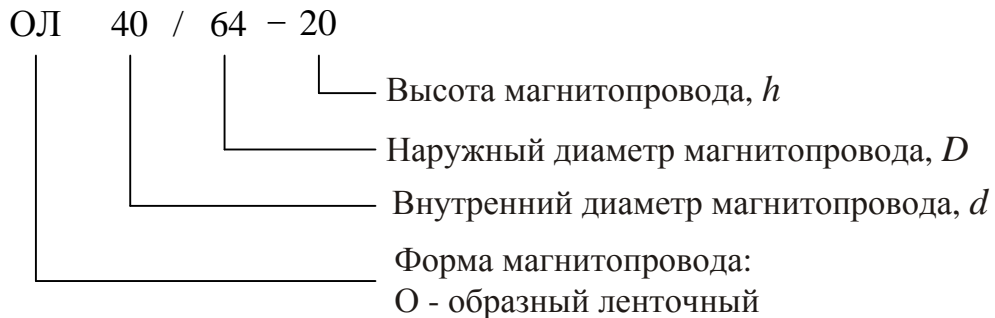 ОЛ 40 / 64 − 20
Высота магнитопровода, h
Наружный диаметр магнитопровода, D
Внутренний диаметр магнитопровода, d
Форма магнитопровода:
О - образный ленточный